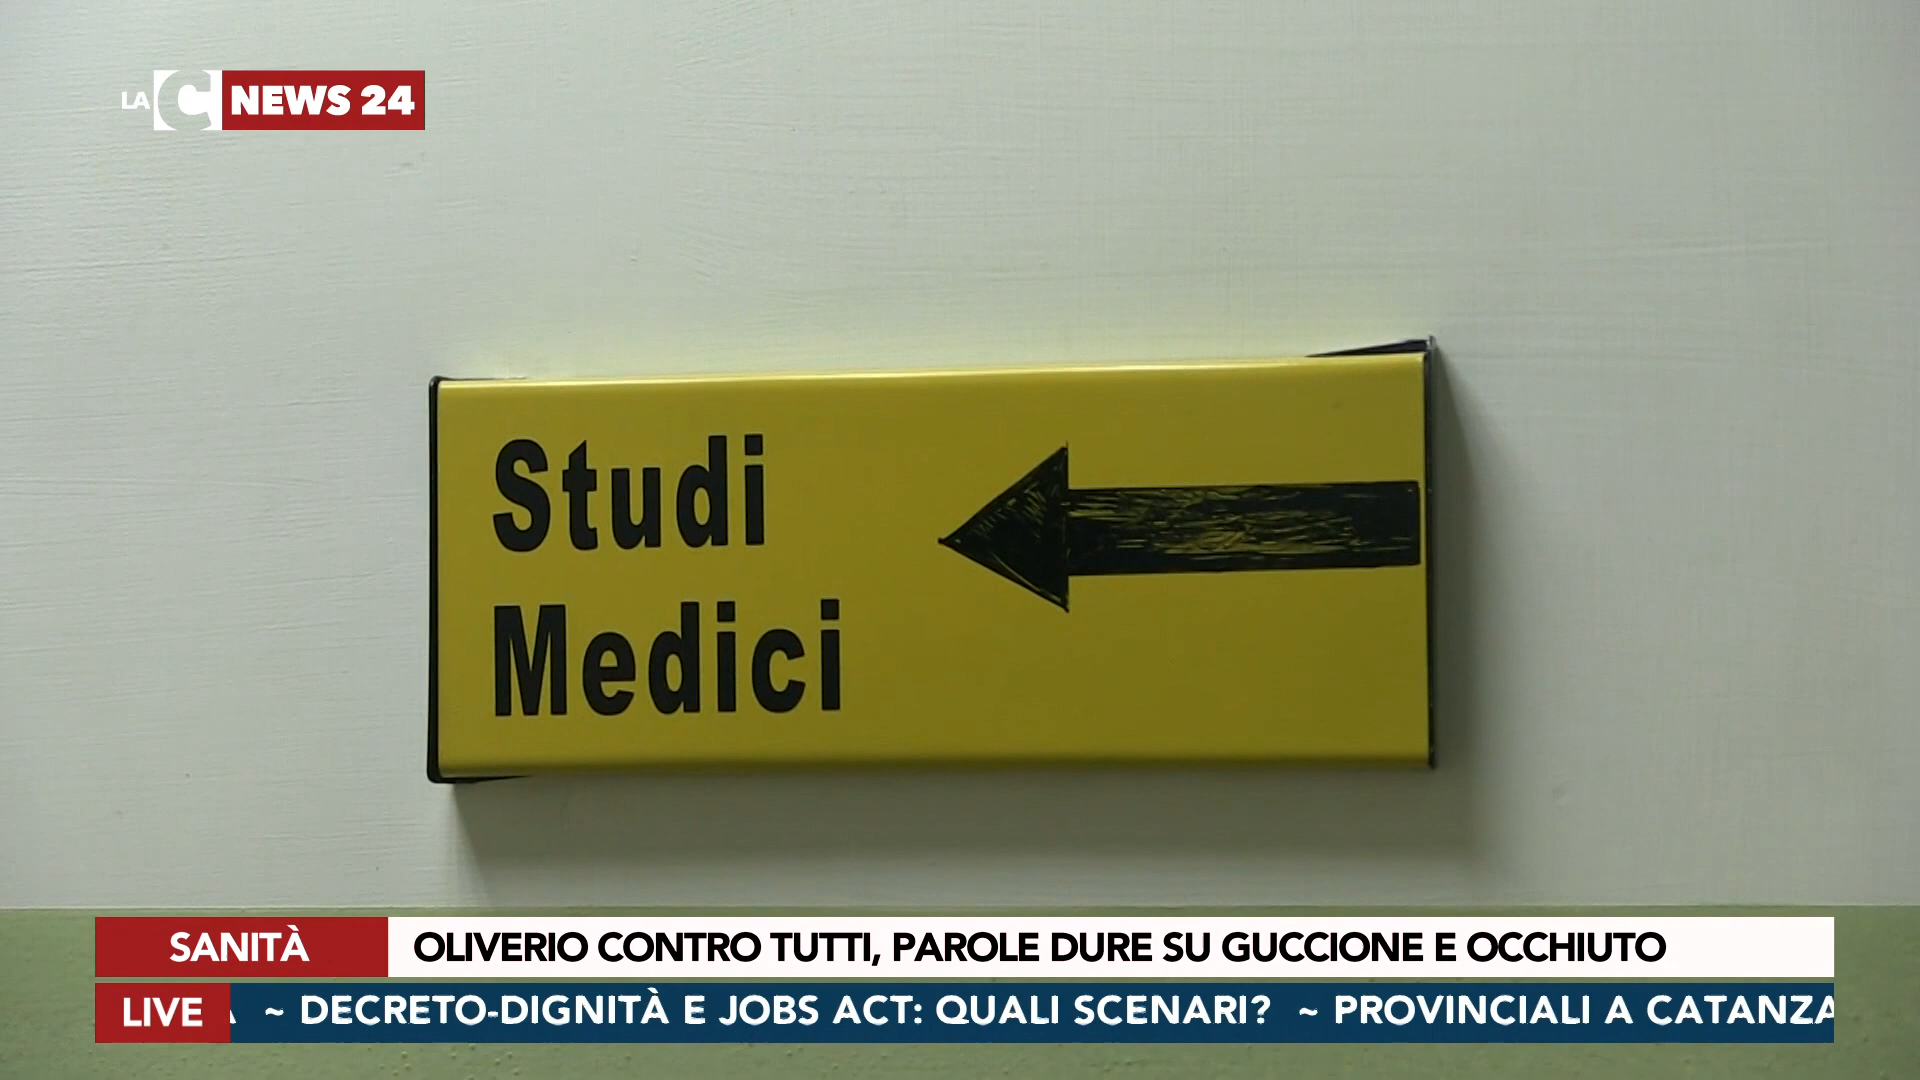 LA C NEWS 24
Studi
Medici
SANITÀ
OLIVERIO CONTRO TUTTI, PAROLE DURE SU GUCCIONE E OCCHIUTO
LIVE
~ DECRETO-DIGNITÀ E JOBS ACT: QUALI SCENARI? ~ PROVINCIALI A CATANZA